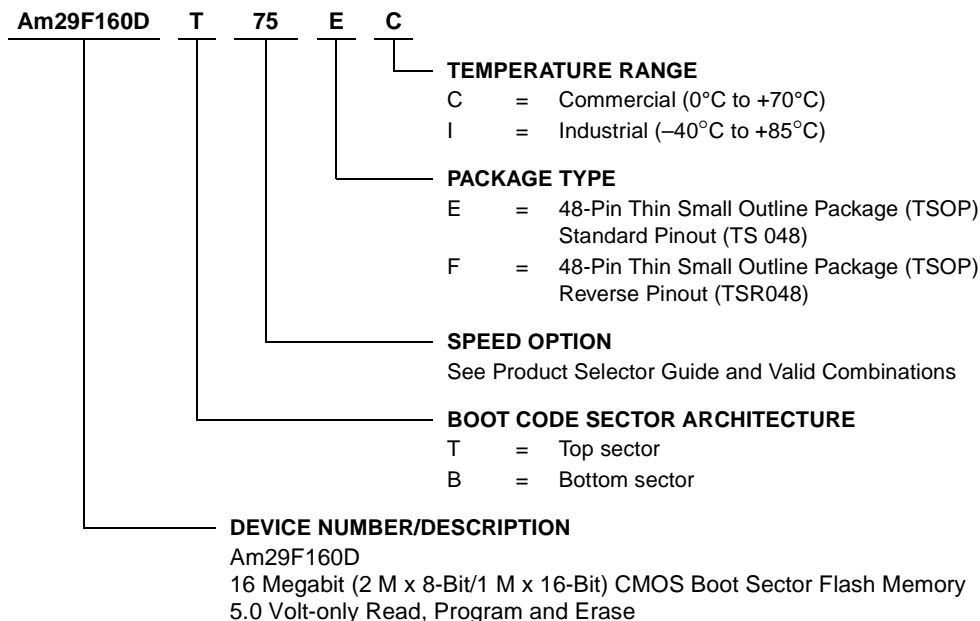 Am29F160D T 75 E C
TEMPERATURE RANGE
C = Commercial (0°C to +70°C)
I = Industrial (–40°C to +85°C)
PACKAGE TYPE
E = 48-Pin Thin Small Outline Package (TSOP)
Standard Pinout (TS 048)
F = 48-Pin Thin Small Outline Package (TSOP)
Reverse Pinout (TSR048)
SPEED OPTION
See Product Selector Guide and Valid Combinations
BOOT CODE SECTOR ARCHITECTURE
T = Top sector
B = Bottom sector
DEVICE NUMBER/DESCRIPTION
Am29F160D
16 Megabit (2 M x 8-Bit/1 M x 16-Bit) CMOS Boot Sector Flash Memory
5.0 Volt-only Read, Program and Erase